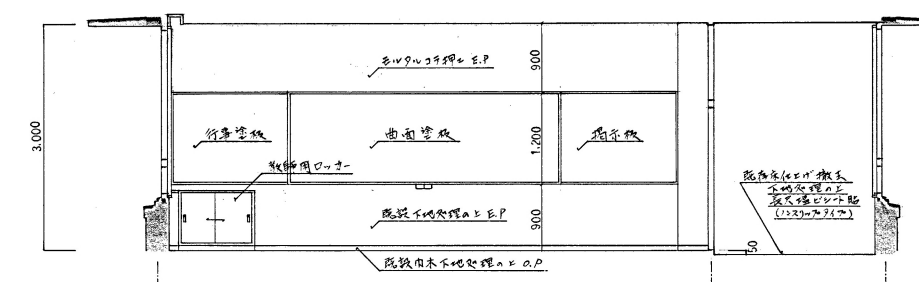 モルタルコテ押エ E.P
900
3.000
行事塗板
曲面塗板
1.200
掲示板
教師用ロッカー
既存床仕上げ撤去
下地処理の上
長尺塩ビシート貼
(ノンスリップタイプ)
既設下地処理の上 E.P
900
50
既設巾木下地処理の上 O.P